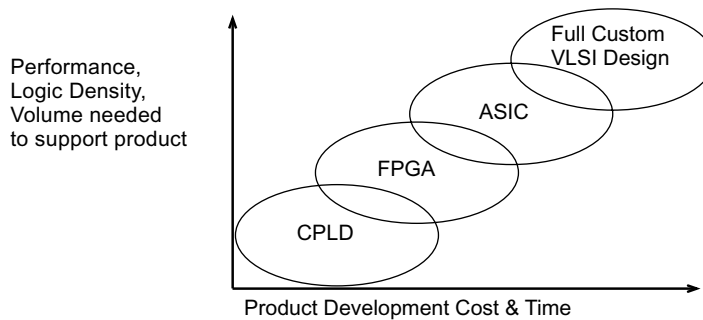 Performance,
Logic Density,
Volume needed
to support product
Full Custom
VLSI Design
ASIC
FPGA
CPLD
Product Development Cost & Time